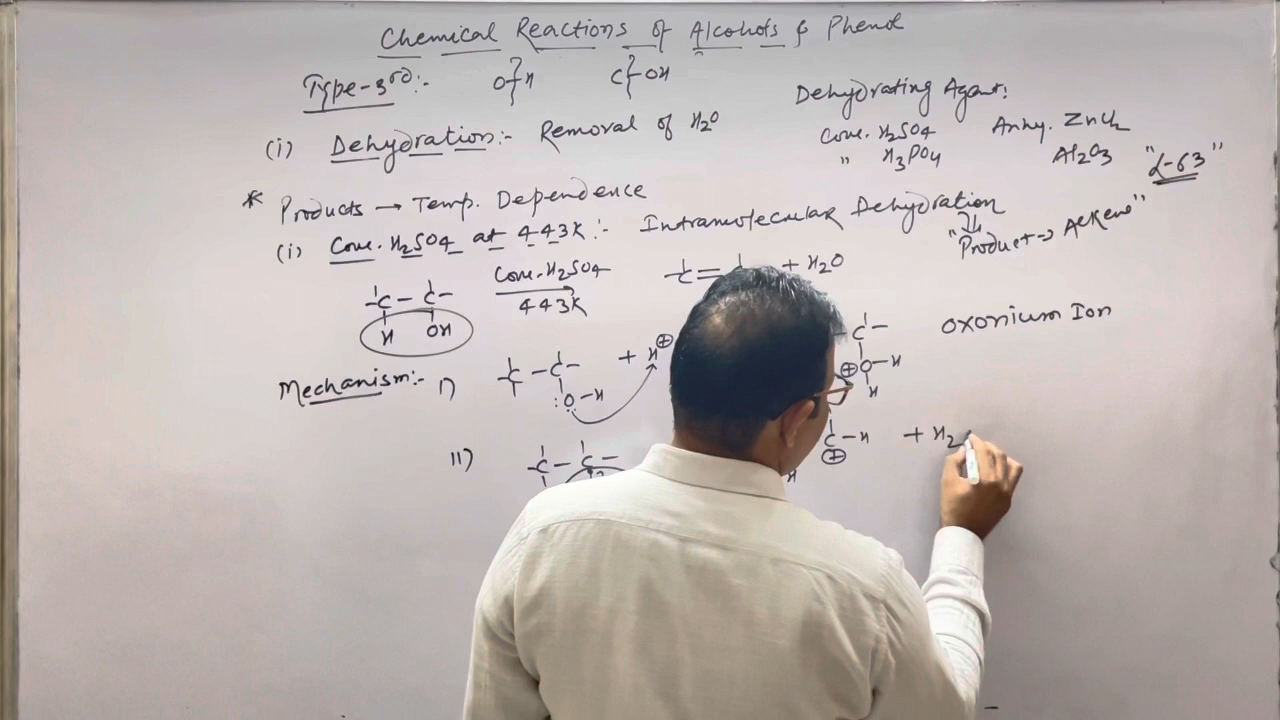 Chemical Reactions of Alcohols & Phenol
Type-3rd:- O-H C-OH
Dehydrating Agent:
(i) Dehydration:- Removal of H2O
Conc. H2SO4 Anhy. ZnCl2
" H3PO4 Al2O3 "L-63"
* Products → Temp. Dependence
(i) Conc. H2SO4 at 443K:- Intramolecular Dehydration
"Product → Alkene"
-C-C- Conc. H2SO4 -C= + H2O
H OH 443K
Mechanism:- i) -C-C- + H⊕ C- Oxonium Ion
:O-H ⊕O-H
H
ii) -C-C- C-H + H2
⊕
H